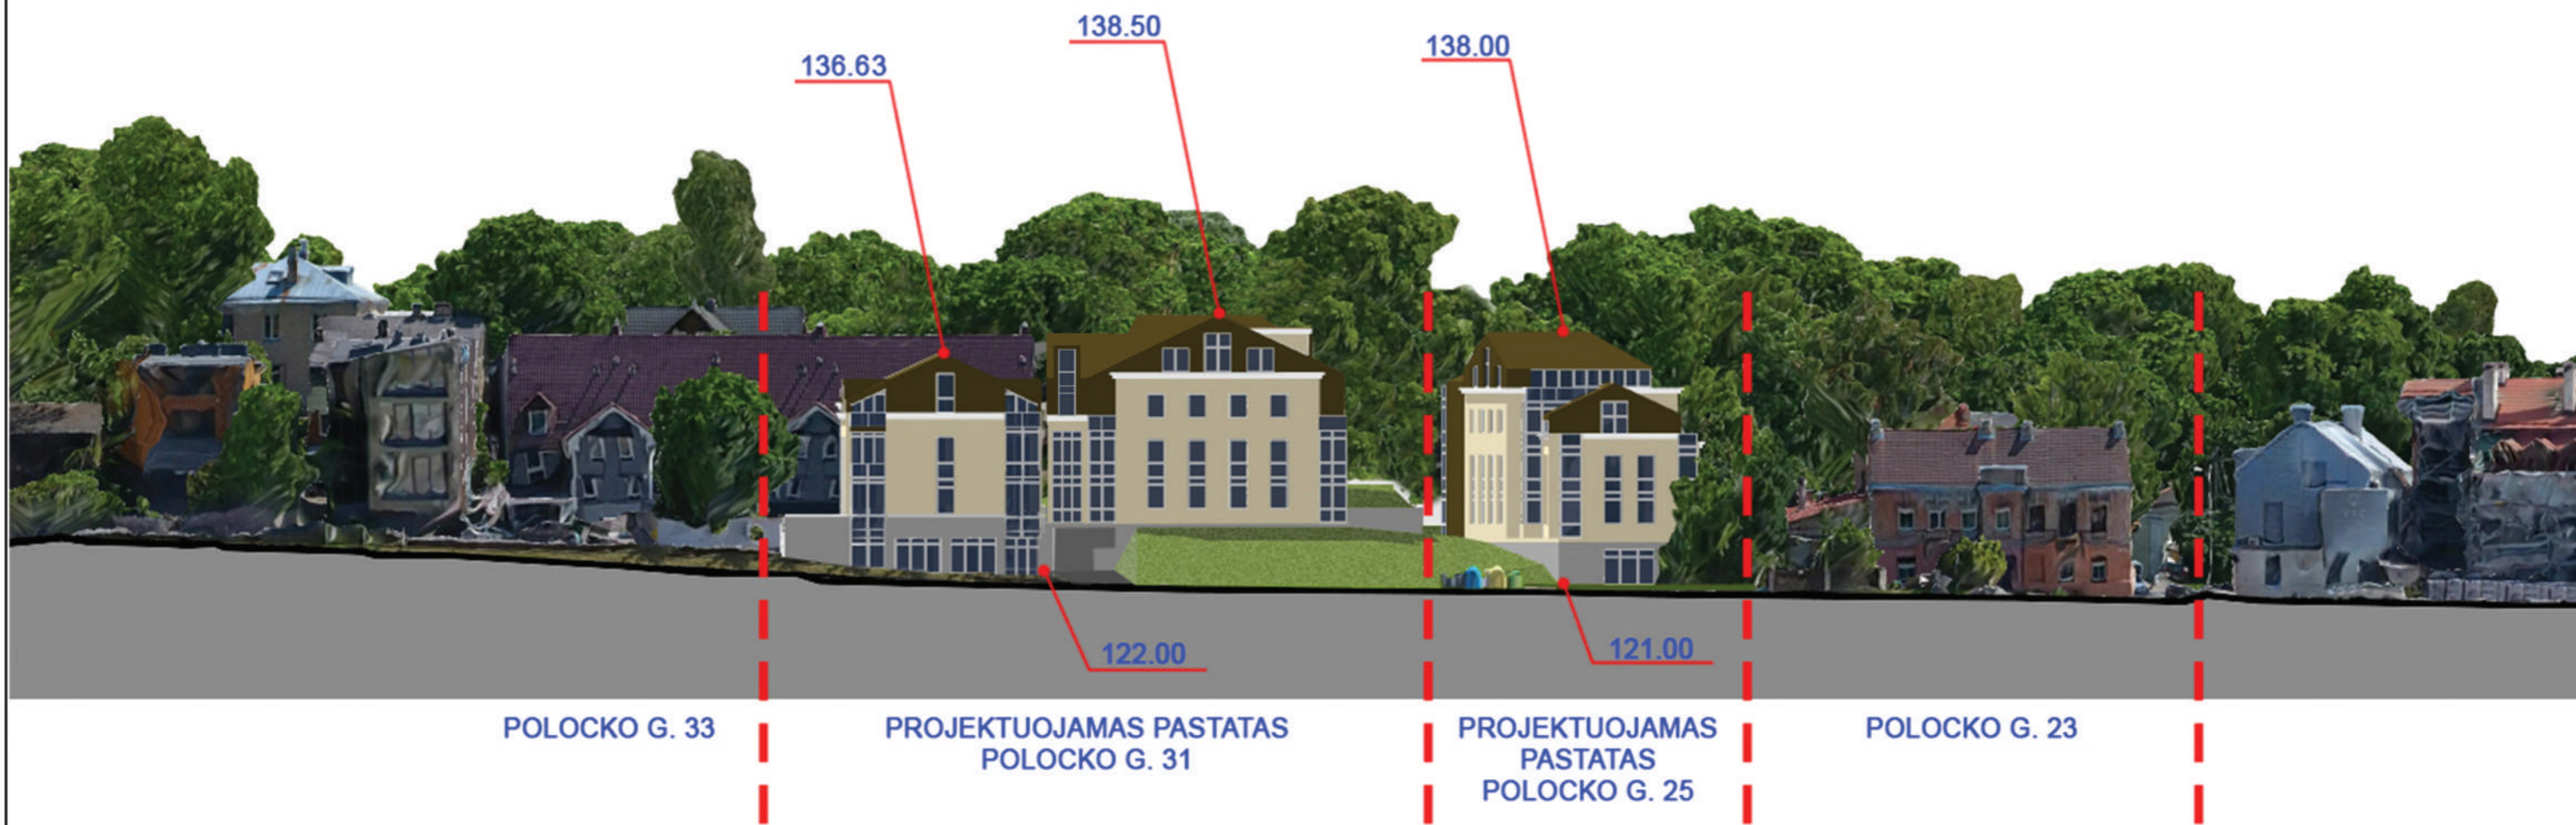 138.50
138.00
136.63
122.00
121.00
POLOCKO G. 33
PROJEKTUOJAMAS PASTATAS
POLOCKO G. 31
PROJEKTUOJAMAS
PASTATAS
POLOCKO G. 25
POLOCKO G. 23